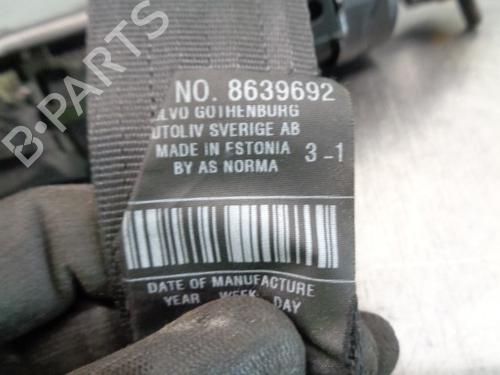 NO. 8639692
LVO GOTHENBURG
UTOLIV SVERIGE AB
MADE IN ESTONIA 3-1
BY AS NORMA
DATE OF MANUFACTURE
YEAR WEEK DAY
B-PARTS